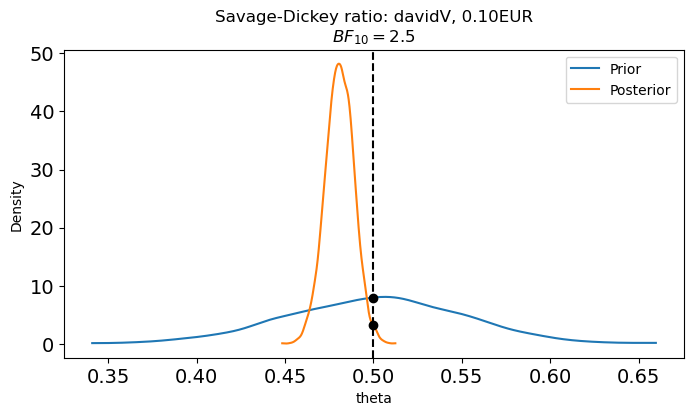 Savage-Dickey ratio: davidV, 0.10EUR
BF₁₀ = 2.5
Prior
Posterior
Density
50
40
30
20
10
0
0.35 0.40 0.45 0.50 0.55 0.60 0.65
theta